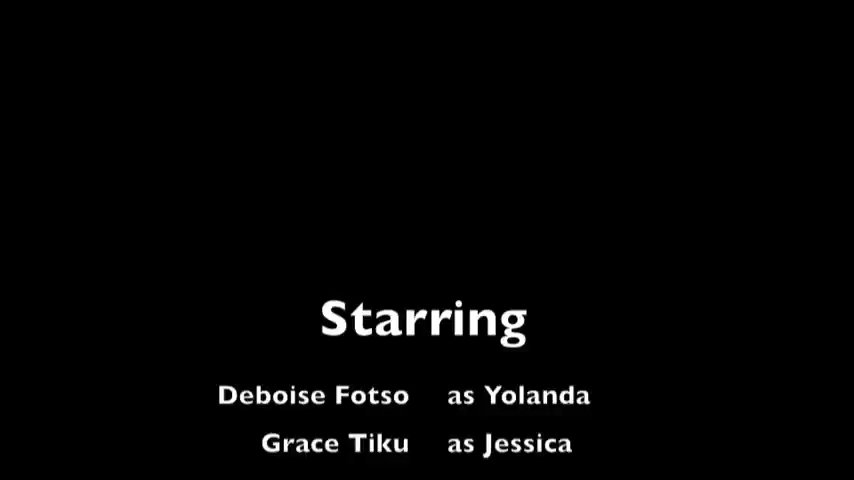 Starring
Deboise Fotso as Yolanda
Grace Tiku as Jessica